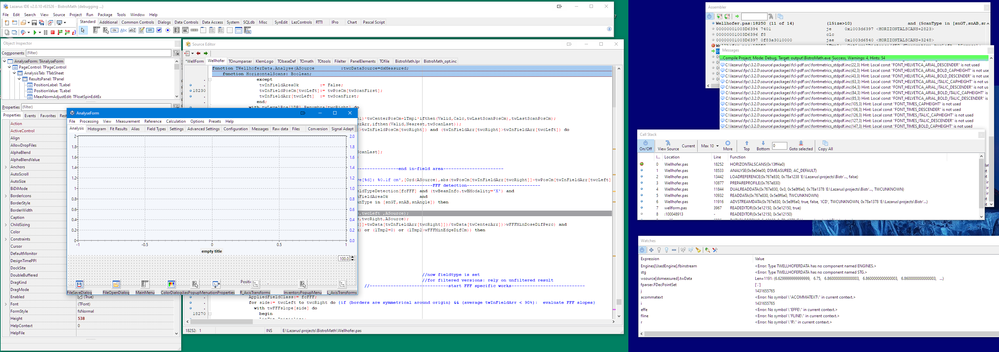 Lazarus IDE v2.0.10 r63526 - BistroMath (debugging ...)
File Edit Search View Source Project Run Package Tools Window Help
Standard Additional Common Controls Dialogs Data Controls Data Access System SQLdb Misc SynEdit LazControls RTTI IPro Chart Pascal Script
Object Inspector
Components (filter)
AnalyseForm: TAnalyseForm
PageControl: TPageControl
AnalysisTab: TTabSheet
ResultsPanel: TPanel
PositionLabel: TLabel
PositionValue: TLabel
MeasNormAdjustEdit: TFloatSpinEditEx
Properties (filter)
Properties Events Favorites Rest
Action
ActiveControl
Align
AllowDropFiles
AlphaBlend
AlphaBlendValue
Anchors
AutoScroll
AutoSize
BiDiMode
BorderIcons
BorderStyle
BorderWidth
Caption
ChildSizing
Color
Constraints
Cursor
DefaultMonitor
DesignTimePPI
DockSite
DoubleBuffered
DragKind
DragMode
Enabled (True)
Font (TFont)
FormStyle fsNormal
Height 538
HelpContext 0
HelpFile
Source Editor
*WellForm Wellhofer TOnumparser KlemLogo TObaseDef TOmath TOtools FileIter PanelElements TOfile BistroMath.lpr BistroMath_opt.inc
function TWellhoferData.Analyse(ASource :twcDataSource=dsMeasured;
function HorizontalScans: Boolean;
except
twInFieldAreaOk := False;
18230 twInFieldPosCm[twcLeft]:= twPosCm[twScanFirst];
twInFieldArr[twcLeft] := twScanFirst;
end;
with twLevelPos[lDP].Penumbra[twcRight] do
l)*twCenterPosCm+lTmp1*ifthen(Valid,Calc,twLastScanPosCm),twLastScanPosCm);
erArr,ifthen(Valid,Nearest,twScanLast));
>twInFieldPosCm[twcRight]) and (twInFieldArr[twcRight]>twInFieldArr[twcLeft]) do
ScanLast];
----------------end in-field area-----------------------
ve[%d]: %0.1f cm',[Ord(ASource),abs(twPosCm[twInFieldArr[twcRight]]-twPosCm[twInFieldArr[twcLeft]
-----------------------------FFF detection----------------------------
eldTypeDetection[fcFFF] and (twBeamInfo.twBModality='X') and
nFieldAreaOk and
anType in [snGT,snAB,snAngle]) then
e,twcLeft ,ASource);
e,twcRight,ASource);
t]]+twData[twInFieldArr[twcRight]])/twData[twCenterArr])>wFFFMinDoseDifPerc) and
m) or (lTmp2=0) or (lTmp2>wFFFMinEdgeDifCm)) then
//now fieldtype is set
//for filtered versions: rely on unfiltered result
//------------------------------start FFF specific works----------------------------
AppliedFieldClass:= fcFFF;
for side:= twcLeft to twcRight do {if (borders are symmetrical around origin) && (average twInFieldArr < 90%): evaluate FFF slopes}
with twFFFslope[side] do
18270 begin
LinFit.Initialize;
18252: 1 INS E:\Lazarus\projects\BistroMath\Wellhofer.pas
AnalyseForm
File Processing View Measurement Reference Calculation Options Presets Help
Analysis Histogram Fit Results Alias Field Types Settings Advanced Settings Configuration Messages Raw data Files Conversion Signal Adapt
2 2.0
1.8 1.8
1.6 1.6
1.4 1.4
1.2 1.2
1 1.0
0.8 0.8
0.6 0.6
0.4 0.4
0.2 0.2
0 0.0
-1 -0.5 0 0.5 1
empty title
100.0
Positi -
FileSaveDialog FileOpenDialog MainMenu ColorDialog liasPopupMenu tionProperties R_AxisTransforms InventoryPopupMenu L_AxisTransforms
Assembler
Wellhofer.pas:18250 (11 of 14) (lSize>10) and (ScanType in [snGT,snAB,sr
00000001003D6394 7401 je 0x1003d6397 <HORIZONTALSCANS+2823>
00000001003D6396 f8 clc
00000001003D6397 0f83a3010000 jae 0x1003d6540 <HORIZONTALSCANS+3248>
Messages
...Compile Project, Mode: Debug, Target: output\BistroMath.exe: Success, Warnings: 4, Hints: 54
C:\lazarus\fpc\3.2.0\source\packages\fcl-pdf\src\fontmetrics_stdpdf.inc(22,3) Hint: Local const "FONT_HELVETICA_ARIAL_DESCENDER" is not used
C:\lazarus\fpc\3.2.0\source\packages\fcl-pdf\src\fontmetrics_stdpdf.inc(42,3) Hint: Local const "FONT_HELVETICA_ARIAL_BOLD_CAPHEIGHT" is not use
C:\lazarus\fpc\3.2.0\source\packages\fcl-pdf\src\fontmetrics_stdpdf.inc(43,3) Hint: Local const "FONT_HELVETICA_ARIAL_BOLD_DESCENDER" is not use
C:\lazarus\fpc\3.2.0\source\packages\fcl-pdf\src\fontmetrics_stdpdf.inc(63,3) Hint: Local const "FONT_HELVETICA_ARIAL_ITALIC_CAPHEIGHT" is not us
C:\lazarus\fpc\3.2.0\source\packages\fcl-pdf\src\fontmetrics_stdpdf.inc(64,3) Hint: Local const "FONT_HELVETICA_ARIAL_ITALIC_DESCENDER" is not us
C:\lazarus\fpc\3.2.0\source\packages\fcl-pdf\src\fontmetrics_stdpdf.inc(84,3) Hint: Local const "FONT_HELVETICA_ARIAL_BOLD_ITALIC_CAPHEIGHT" is
C:\lazarus\fpc\3.2.0\source\packages\fcl-pdf\src\fontmetrics_stdpdf.inc(85,3) Hint: Local const "FONT_HELVETICA_ARIAL_BOLD_ITALIC_DESCENDER" is
C:\lazarus\fpc\3.2.0\source\packages\fcl-pdf\src\fontmetrics_stdpdf.inc(105,3) Hint: Local const "FONT_TIMES_CAPHEIGHT" is not used
C:\lazarus\fpc\3.2.0\source\packages\fcl-pdf\src\fontmetrics_stdpdf.inc(106,3) Hint: Local const "FONT_TIMES_DESCENDER" is not used
C:\lazarus\fpc\3.2.0\source\packages\fcl-pdf\src\fontmetrics_stdpdf.inc(126,3) Hint: Local const "FONT_TIMES_ITALIC_CAPHEIGHT" is not used
C:\lazarus\fpc\3.2.0\source\packages\fcl-pdf\src\fontmetrics_stdpdf.inc(127,3) Hint: Local const "FONT_TIMES_ITALIC_DESCENDER" is not used
C:\lazarus\fpc\3.2.0\source\packages\fcl-pdf\src\fontmetrics_stdpdf.inc(147,3) Hint: Local const "FONT_TIMES_BOLD_CAPHEIGHT" is not used
Call Stack
On/Off View Source Current Max 10 More Top Bottom 0 Goto selected Copy All
I... Location Line Function
0 Wellhofer.pas 18252 HORIZONTALSCANS(0x13ff4a0)
1 Wellhofer.pas 18533 ANALYSE(0x8e04e00, DSMEASURED, AC_DEFAULT)
2 Wellhofer.pas 13442 LOADREFERENCE(0x767e830, 0x78a1238 'E:\Lazarus\projects\Bistr'..., false)
3 Wellhofer.pas 10877 PREPAREPROFILE(0x767e830)
4 Wellhofer.pas 11844 DUALREADDATA(0x767e830, 0x0, 0x5e8f6a0, 0x78a1378 'E:\Lazarus\projects\Bistr'..., TWCUNKNOWN)
5 Wellhofer.pas 10932 READDATA(0x767e830, 0x5e8f6a0, TWCUNKNOWN)
6 Wellhofer.pas 11916 ADVSTREAMDATA(0x767e830, 0x5e8f6a0, true, false, 'ICD', TWCUNKNOWN, 0x78a1378 'E:\Lazarus\projects\Bistr'...)
7 wellform.pas 3967 READEDITOR(0x5e12150, 0x5e12150, true)
8 :100048913 - READEDITOR(0x5e12150, 0x5e12150)
Watches
Expression Value
Engines[UsedEngine].fbinstream <Error: Type TWELLHOFERDATA has no component named ENGINES.>
stg <Error: Type TWELLHOFERDATA has no component named STG.>
wsource[dsmeasured].twData Len=1191: (6.6299999999999999, 6.75, 6.8600000000000003, 6.8600000000000003, 6.8600000000000003, ...)
fparser.FDecPointSet ['.']
j 1431655765
acommatext <Error: No symbol \"ACOMMATEXT\" in current context.>
i 1431655765
effe <Error: No symbol \"EFFE\" in current context.>
fline <Error: No symbol \"FLINE\" in current context.>
r <Error: No symbol \"R\" in current context.>